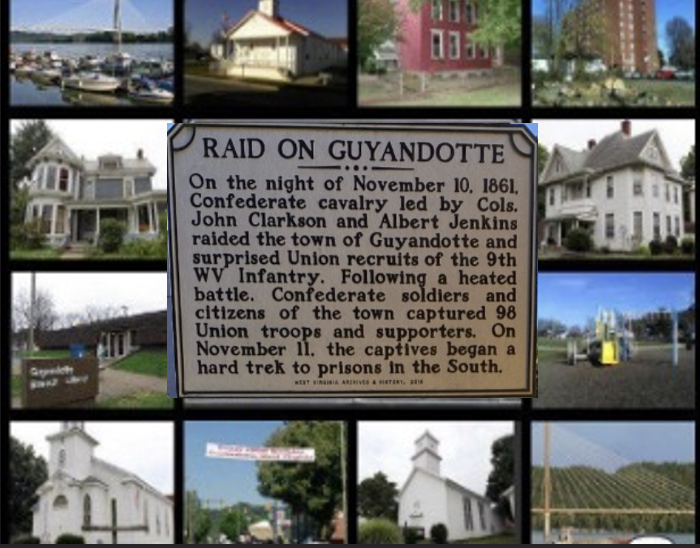 RAID ON GUYANDOTTE
On the night of November 10, 1861,
Confederate cavalry led by Cols.
John Clarkson and Albert Jenkins
raided the town of Guyandotte and
surprised Union recruits of the 9th
WV Infantry. Following a heated
battle, Confederate soldiers and
citizens of the town captured 98
Union troops and supporters. On
November 11, the captives began a
hard trek to prisons in the South.
WEST VIRGINIA ARCHIVES & HISTORY, 2010
Guyandotte